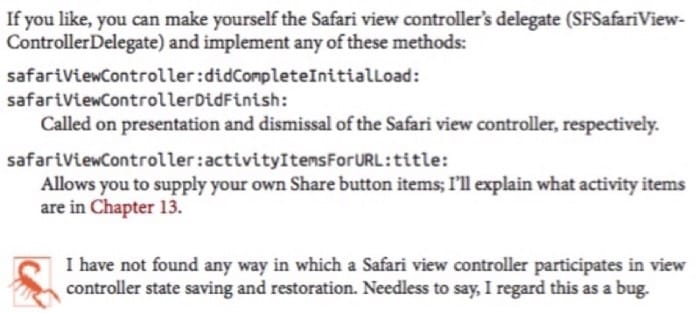 If you like, you can make yourself the Safari view controller's delegate (SFSafariView-
ControllerDelegate) and implement any of these methods:
safariViewController:didCompleteInitialLoad:
safariViewControllerDidFinish:
Called on presentation and dismissal of the Safari view controller, respectively.
safariViewController:activityItemsForURL:title:
Allows you to supply your own Share button items; I'll explain what activity items
are in Chapter 13.
I have not found any way in which a Safari view controller participates in view
controller state saving and restoration. Needless to say, I regard this as a bug.